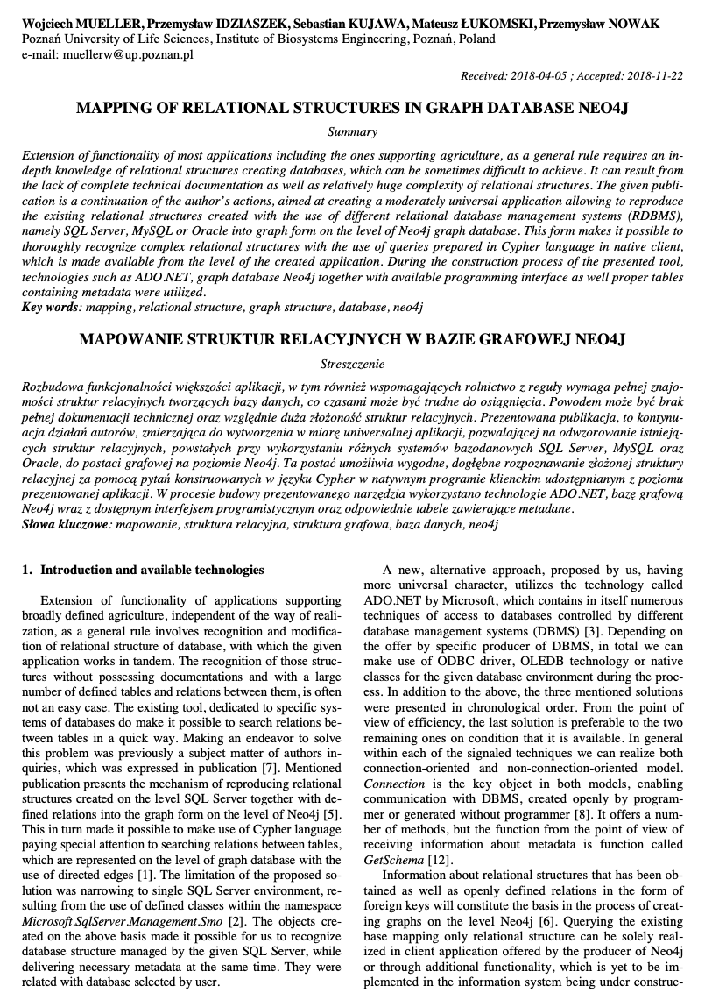 Wojciech MUELLER, Przemysław IDZIASZEK, Sebastian KUJAWA, Mateusz ŁUKOMSKI, Przemysław NOWAK
Poznań University of Life Sciences, Institute of Biosystems Engineering, Poznań, Poland
e-mail: muellerw@up.poznan.pl
Received: 2018-04-05 ; Accepted: 2018-11-22
MAPPING OF RELATIONAL STRUCTURES IN GRAPH DATABASE NEO4J
Summary
Extension of functionality of most applications including the ones supporting agriculture, as a general rule requires an in-
depth knowledge of relational structures creating databases, which can be sometimes difficult to achieve. It can result from
the lack of complete technical documentation as well as relatively huge complexity of relational structures. The given publi-
cation is a continuation of the author's actions, aimed at creating a moderately universal application allowing to reproduce
the existing relational structures created with the use of different relational database management systems (RDBMS),
namely SQL Server, MySQL or Oracle into graph form on the level of Neo4j graph database. This form makes it possible to
thoroughly recognize complex relational structures with the use of queries prepared in Cypher language in native client,
which is made available from the level of the created application. During the construction process of the presented tool,
technologies such as ADO.NET, graph database Neo4j together with available programming interface as well proper tables
containing metadata were utilized.
Key words: mapping, relational structure, graph structure, database, neo4j
MAPOWANIE STRUKTUR RELACYJNYCH W BAZIE GRAFOWEJ NEO4J
Streszczenie
Rozbudowa funkcjonalności większości aplikacji, w tym również wspomagających rolnictwo z reguły wymaga pełnej znajo-
mości struktur relacyjnych tworzących bazy danych, co czasami może być trudne do osiągnięcia. Powodem może być brak
pełnej dokumentacji technicznej oraz względnie duża złożoność struktur relacyjnych. Prezentowana publikacja, to kontynu-
acja działań autorów, zmierzająca do wytworzenia w miarę uniwersalnej aplikacji, pozwalającej na odwzorowanie istnieją-
cych struktur relacyjnych, powstałych przy wykorzystaniu różnych systemów bazodanowych SQL Server, MySQL oraz
Oracle, do postaci grafowej na poziomie Neo4j. Ta postać umożliwia wygodne, dogłębne rozpoznawanie złożonej struktury
relacyjnej za pomocą pytań konstruowanych w języku Cypher w natywnym programie klienckim udostępnianym z poziomu
prezentowanej aplikacji. W procesie budowy prezentowanego narzędzia wykorzystano technologie ADO.NET, bazę grafową
Neo4j wraz z dostępnym interfejsem programistycznym oraz odpowiednie tabele zawierające metadane.
Słowa kluczowe: mapowanie, struktura relacyjna, struktura grafowa, baza danych, neo4j
1. Introduction and available technologies
Extension of functionality of applications supporting
broadly defined agriculture, independent of the way of reali-
zation, as a general rule involves recognition and modifica-
tion of relational structure of database, with which the given
application works in tandem. The recognition of those struc-
tures without possessing documentations and with a large
number of defined tables and relations between them, is often
not an easy case. The existing tool, dedicated to specific sys-
tems of databases do make it possible to search relations be-
tween tables in a quick way. Making an endeavor to solve
this problem was previously a subject matter of authors in-
quiries, which was expressed in publication [7]. Mentioned
publication presents the mechanism of reproducing relational
structures created on the level SQL Server together with de-
fined relations into the graph form on the level of Neo4j [5].
This in turn made it possible to make use of Cypher language
paying special attention to searching relations between tables,
which are represented on the level of graph database with the
use of directed edges [1]. The limitation of the proposed so-
lution was narrowing to single SQL Server environment, re-
sulting from the use of defined classes within the namespace
Microsoft.SqlServer.Management.Smo [2]. The objects cre-
ated on the above basis made it possible for us to recognize
database structure managed by the given SQL Server, while
delivering necessary metadata at the same time. They were
related with database selected by user.
A new, alternative approach, proposed by us, having
more universal character, utilizes the technology called
ADO.NET by Microsoft, which contains in itself numerous
techniques of access to databases controlled by different
database management systems (DBMS) [3]. Depending on
the offer by specific producer of DBMS, in total we can
make use of ODBC driver, OLEDB technology or native
classes for the given database environment during the proc-
ess. In addition to the above, the three mentioned solutions
were presented in chronological order. From the point of
view of efficiency, the last solution is preferable to the two
remaining ones on condition that it is available. In general
within each of the signaled techniques we can realize both
connection-oriented and non-connection-oriented model.
Connection is the key object in both models, enabling
communication with DBMS, created openly by program-
mer or generated without programmer [8]. It offers a num-
ber of methods, but the function from the point of view of
receiving information about metadata is function called
GetSchema [12].
Information about relational structures that has been ob-
tained as well as openly defined relations in the form of
foreign keys will constitute the basis in the process of creat-
ing graphs on the level Neo4j [6]. Querying the existing
base mapping only relational structure can be solely real-
ized in client application offered by the producer of Neo4j
or through additional functionality, which is yet to be im-
plemented in the information system being under construc-